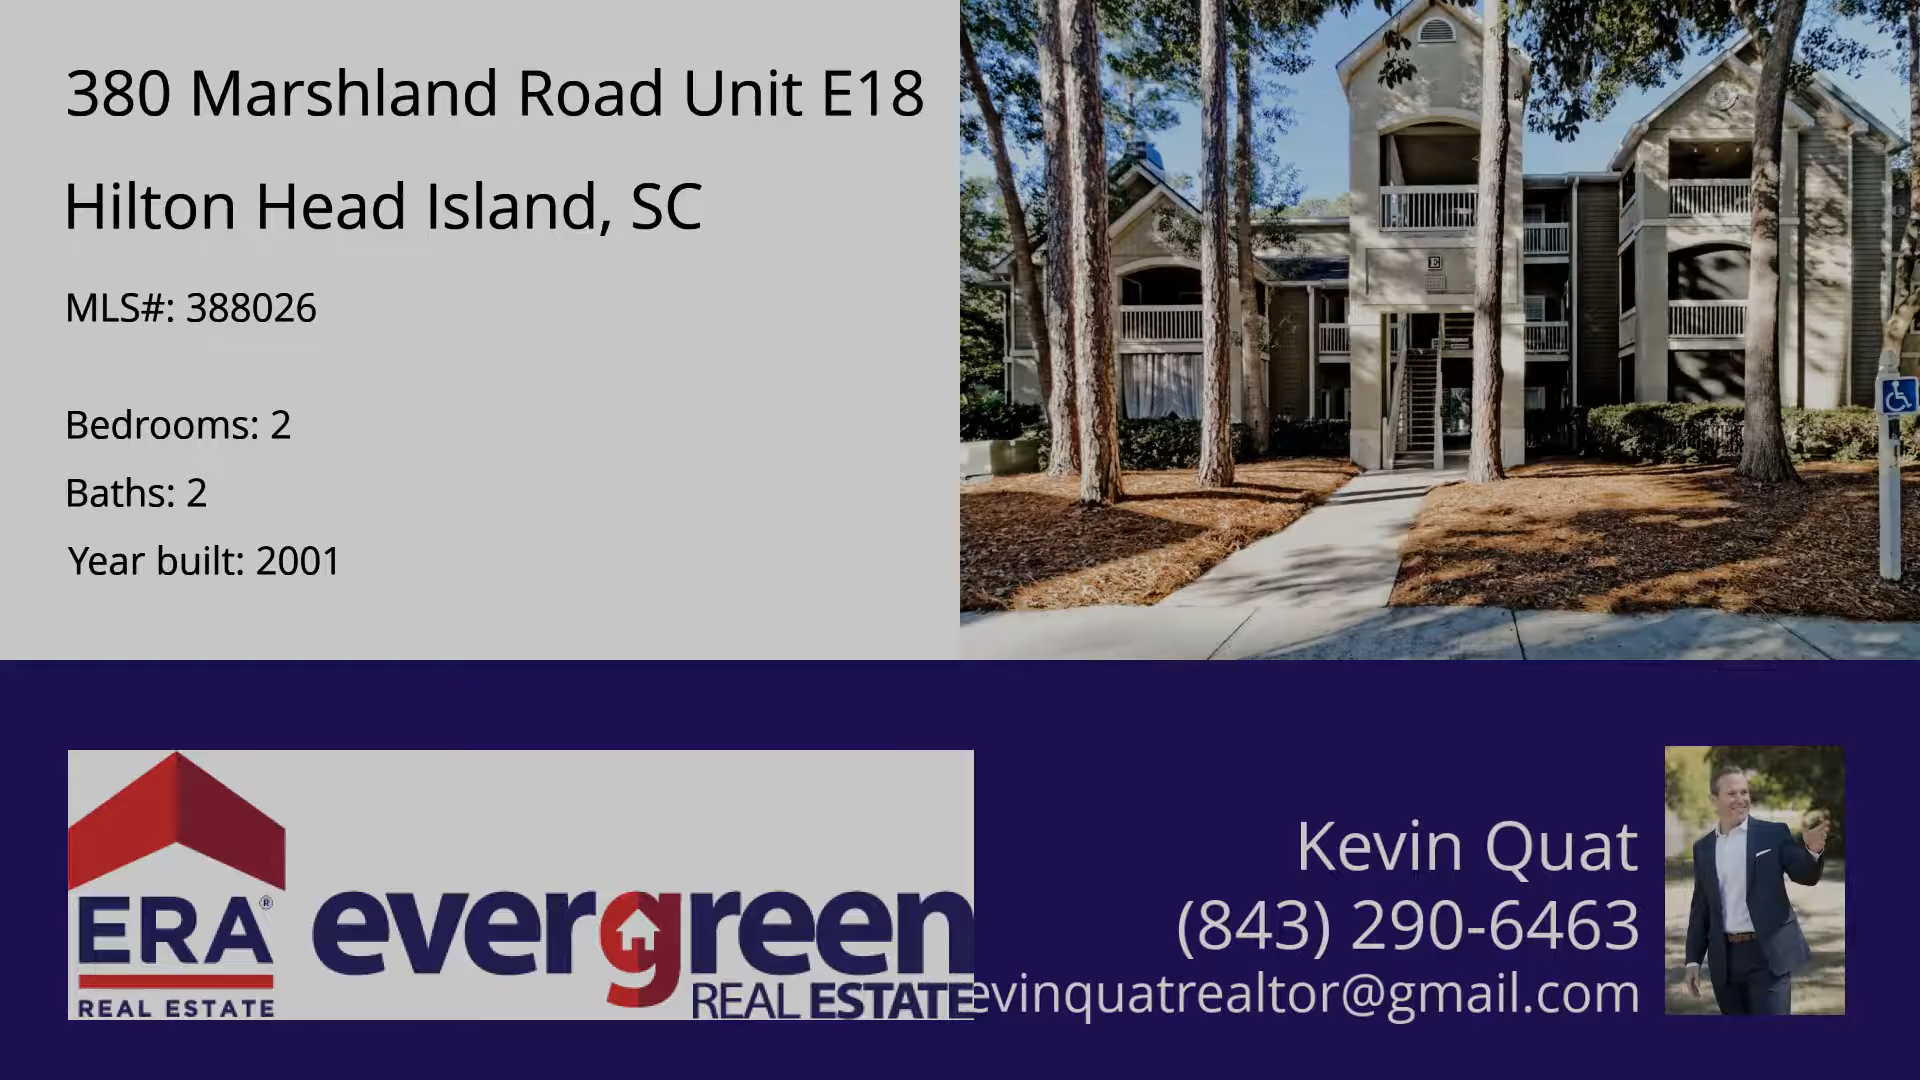 380 Marshland Road Unit E18
Hilton Head Island, SC
MLS#: 388026
Bedrooms: 2
Baths: 2
Year built: 2001
E
ERA®
REAL ESTATE
evergreen
REAL ESTATE
Kevin Quat
(843) 290-6463
evinquatrealtor@gmail.com